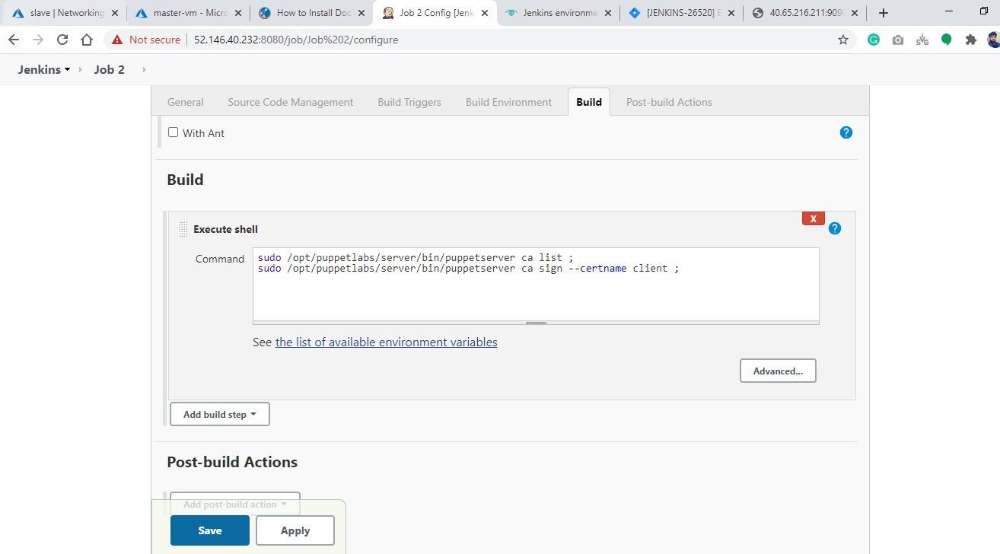 slave | Networking
master-vm - Micro
How to Install Doc
Job 2 Config [Jenk
Jenkins environme
[JENKINS-26520] E
40.65.216.211:9090
Not secure
52.146.40.232:8080/job/Job%202/configure
Jenkins
Job 2
General
Source Code Management
Build Triggers
Build Environment
Build
Post-build Actions
With Ant
?
Build
X
Execute shell
?
Command
sudo /opt/puppetlabs/server/bin/puppetserver ca list ;
sudo /opt/puppetlabs/server/bin/puppetserver ca sign --certname client ;
See the list of available environment variables
Advanced...
Add build step
Post-build Actions
Add post-build action
Save
Apply